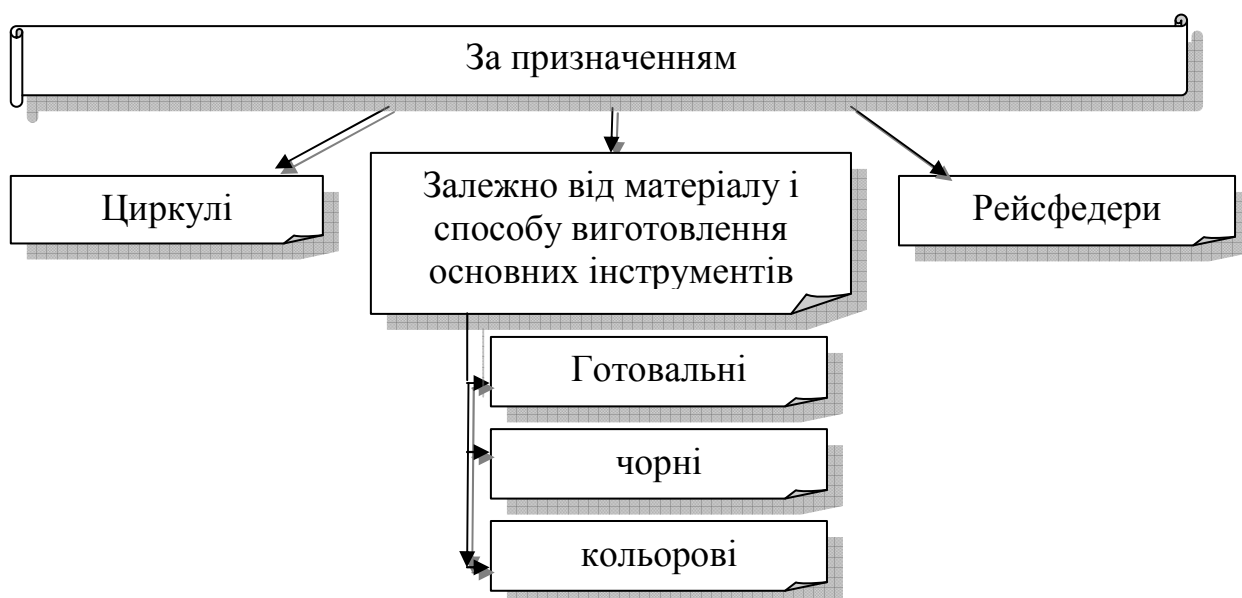 За призначенням
Циркулі
Залежно від матеріалу і
способу виготовлення
основних інструментів
Рейсфедери
Готовальні
чорні
кольорові